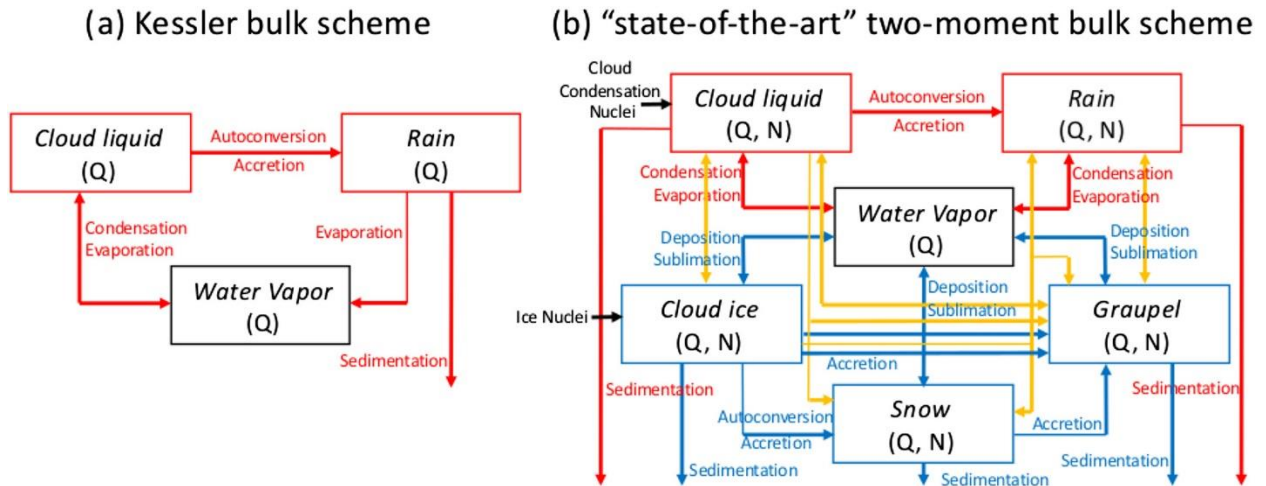 (a) Kessler bulk scheme
Cloud liquid
(Q)
Autoconversion
Accretion
Rain
(Q)
Condensation
Evaporation
Evaporation
Water Vapor
(Q)
Sedimentation
(b) “state-of-the-art” two-moment bulk scheme
Cloud
Condensation
Nuclei
Cloud liquid
(Q, N)
Autoconversion
Accretion
Rain
(Q, N)
Condensation
Evaporation
Condensation
Evaporation
Water Vapor
(Q)
Deposition
Sublimation
Deposition
Sublimation
Deposition
Sublimation
Ice Nuclei
Cloud ice
(Q, N)
Graupel
(Q, N)
Accretion
Sedimentation
Sedimentation
Autoconversion
Accretion
Snow
(Q, N)
Accretion
Sedimentation
Sedimentation
Sedimentation